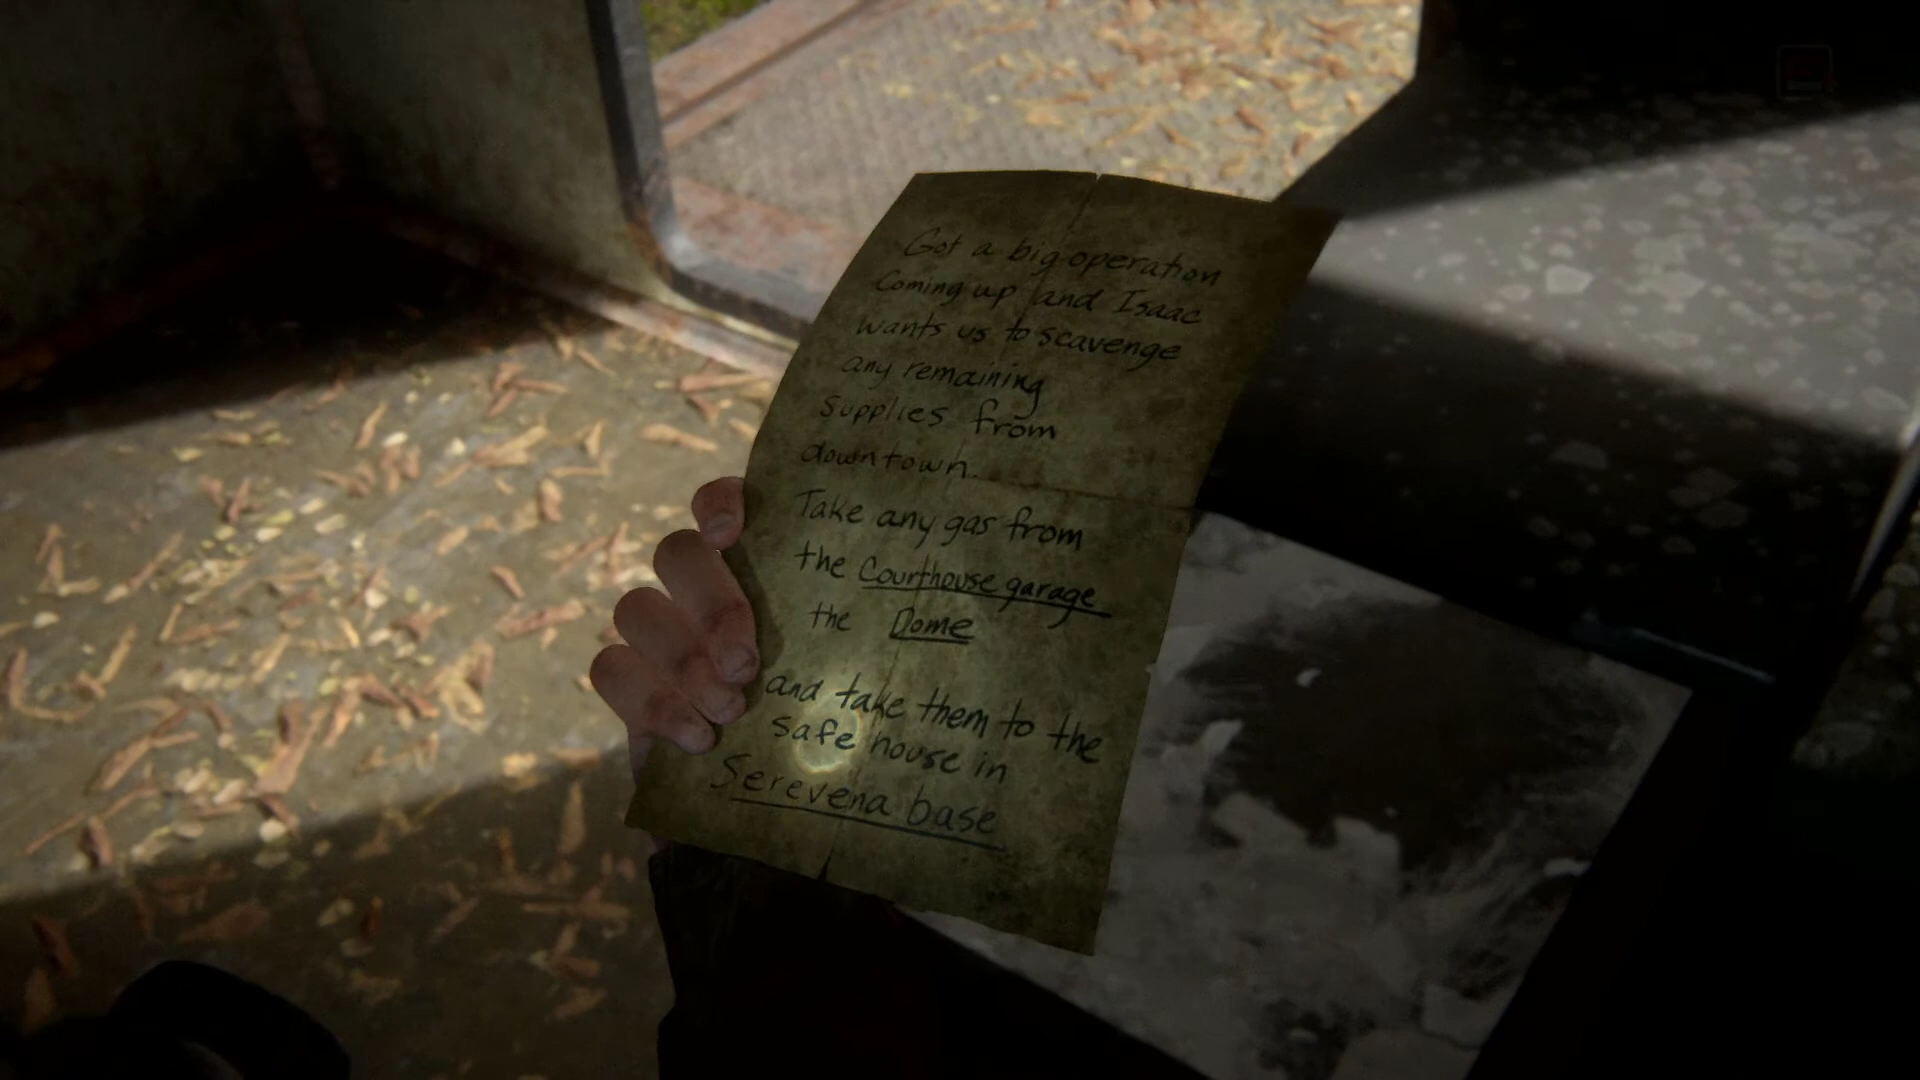 Got a big operation
Coming up and Isaac
wants us to scavenge
any remaining
supplies from
downtown.
Take any gas from
the Courthouse garage
the Dome
and take them to the
safe house in
Serevena base